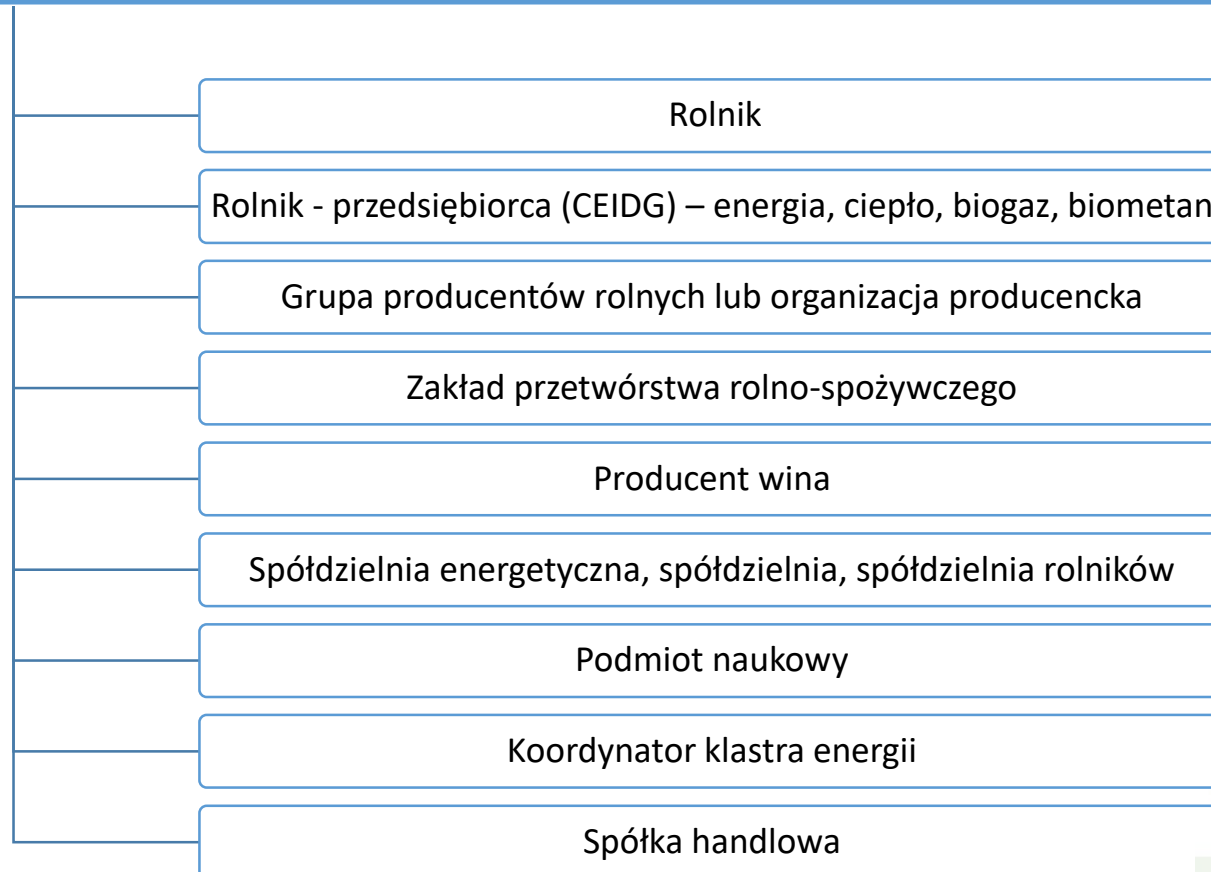 Rolnik
Rolnik - przedsiębiorca (CEIDG) – energia, ciepło, biogaz, biometan
Grupa producentów rolnych lub organizacja producencka
Zakład przetwórstwa rolno-spożywczego
Producent wina
Spółdzielnia energetyczna, spółdzielnia, spółdzielnia rolników
Podmiot naukowy
Koordynator klastra energii
Spółka handlowa